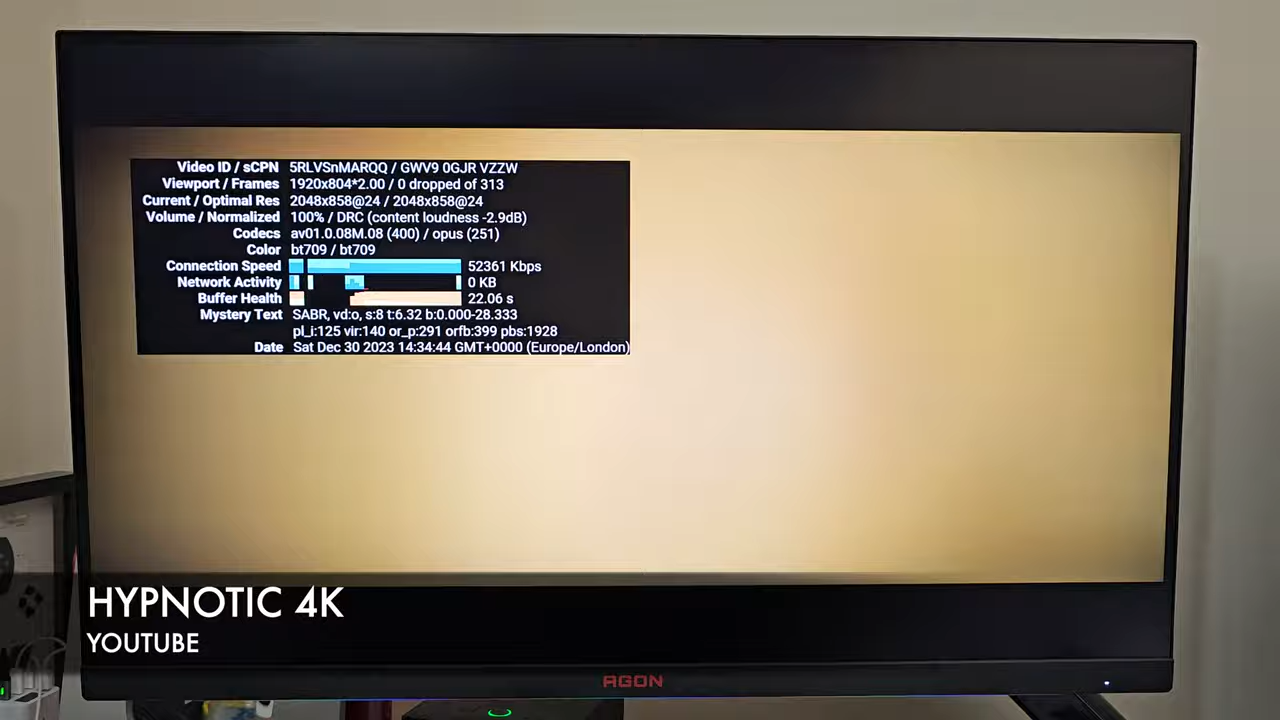 Video ID / sCPN 5RLVSnMARQQ / GWV9 0GJR VZZW
Viewport / Frames 1920x804*2.00 / 0 dropped of 313
Current / Optimal Res 2048x858@24 / 2048x858@24
Volume / Normalized 100% / DRC (content loudness -2.9dB)
Codecs av01.0.08M.08 (400) / opus (251)
Color bt709 / bt709
Connection Speed 52361 Kbps
Network Activity 0 KB
Buffer Health 22.06 s
Mystery Text SABR, vd:o, s:8 t:6.32 b:0.000-28.333
pl_i:125 vir:140 or_p:291 orfb:399 pbs:1928
Date Sat Dec 30 2023 14:34:44 GMT+0000 (Europe/London)
HYPNOTIC 4K
YOUTUBE
AGON